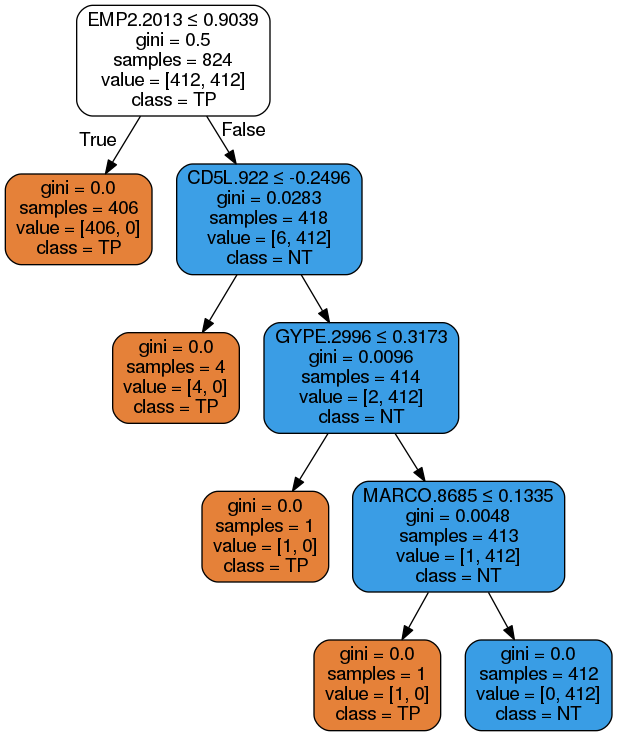 EMP2.2013 ≤ 0.9039
gini = 0.5
samples = 824
value = [412, 412]
class = TP
True
False
gini = 0.0
samples = 406
value = [406, 0]
class = TP
CD5L.922 ≤ -0.2496
gini = 0.0283
samples = 418
value = [6, 412]
class = NT
gini = 0.0
samples = 4
value = [4, 0]
class = TP
GYPE.2996 ≤ 0.3173
gini = 0.0096
samples = 414
value = [2, 412]
class = NT
gini = 0.0
samples = 1
value = [1, 0]
class = TP
MARCO.8685 ≤ 0.1335
gini = 0.0048
samples = 413
value = [1, 412]
class = NT
gini = 0.0
samples = 1
value = [1, 0]
class = TP
gini = 0.0
samples = 412
value = [0, 412]
class = NT